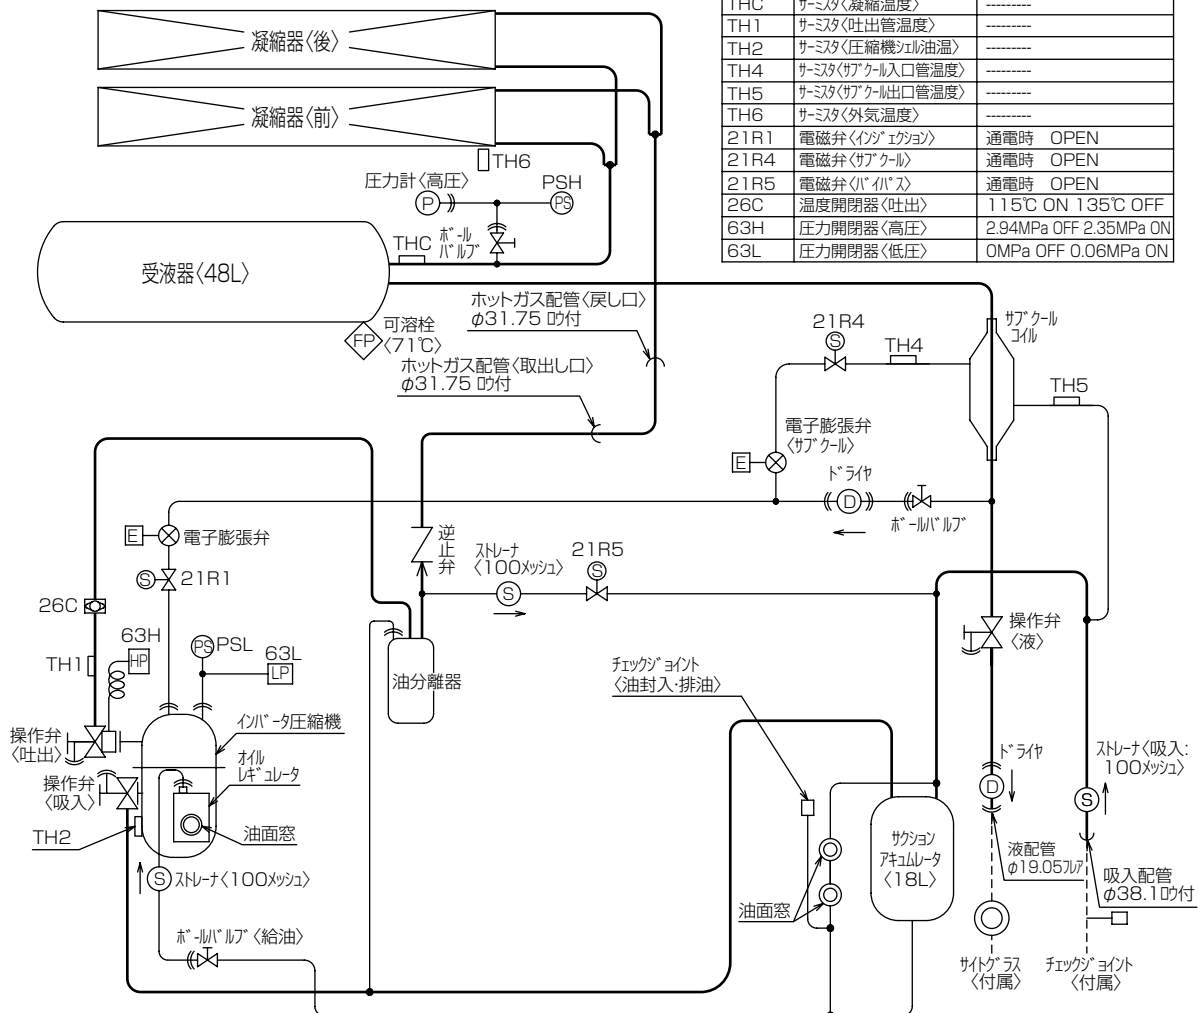 凝縮器〈後〉
凝縮器〈前〉
THC サーミスタ〈凝縮温度〉 ---------
TH1 サーミスタ〈吐出管温度〉 ---------
TH2 サーミスタ〈圧縮機シェル油温〉 ---------
TH4 サーミスタ〈サブクール入口管温度〉 ---------
TH5 サーミスタ〈サブクール出口管温度〉 ---------
TH6 サーミスタ〈外気温度〉 ---------
21R1 電磁弁〈インジェクション〉 通電時 OPEN
21R4 電磁弁〈サブクール〉 通電時 OPEN
21R5 電磁弁〈バイパス〉 通電時 OPEN
26C 温度開閉器〈吐出〉 115℃ ON 135℃ OFF
63H 圧力開閉器〈高圧〉 2.94MPa OFF 2.35MPa ON
63L 圧力開閉器〈低圧〉 0MPa OFF 0.06MPa ON
TH6
圧力計〈高圧〉
PSH
P
PS
THC
ボール
バルブ
受液器〈48L〉
FP
可溶栓
〈71℃〉
ホットガス配管〈戻し口〉
φ31.75 ロウ付
ホットガス配管〈取出し口〉
φ31.75 ロウ付
21R4
S
TH4
サブクール
コイル
TH5
電子膨張弁
〈サブクール〉
E
ドライヤ
D
ボールバルブ
E
電子膨張弁
S
21R1
逆止弁
ストレーナ
〈100メッシュ〉
S
21R5
S
26C
63H
HP
TH1
PS
PSL
63L
LP
油分離器
チェックジョイント
〈油封入・排油〉
操作弁
〈液〉
操作弁
〈吐出〉
インバータ圧縮機
オイル
レギュレータ
操作弁
〈吸入〉
TH2
油面窓
S
ストレーナ〈100メッシュ〉
ボールバルブ〈給油〉
サクション
アキュムレータ
〈18L〉
油面窓
ドライヤ
D
ストレーナ〈吸入:
100メッシュ〉
S
液配管
φ19.05フレア
吸入配管
φ38.1ロウ付
サイトグラス
〈付属〉
チェックジョイント
〈付属〉